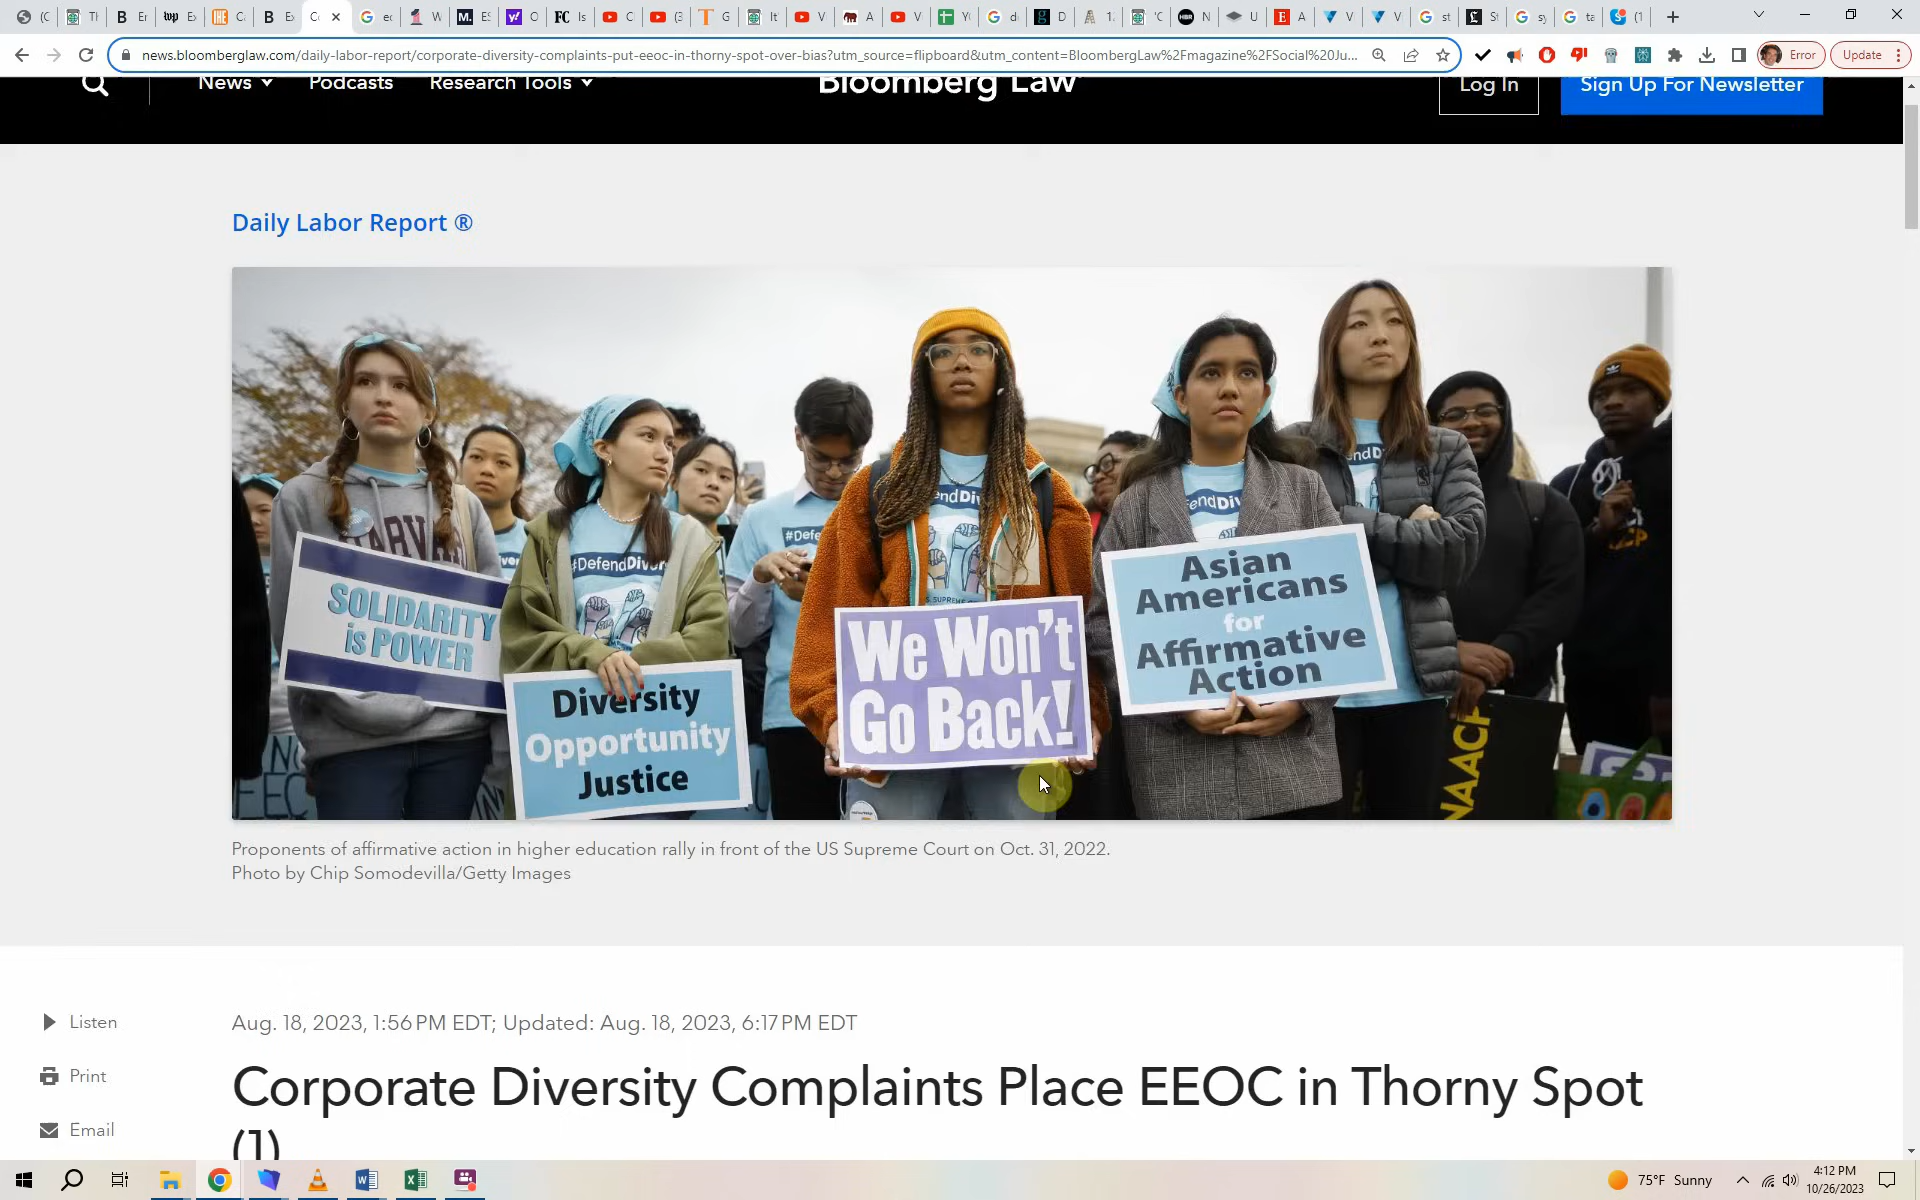 news.bloomberglaw.com/daily-labor-report/corporate-diversity-complaints-put-eeoc-in-thorny-spot-over-bias?utm_source=flipboard&utm_content=BloombergLaw%2Fmagazine%2FSocial%20Ju...
Error
Update
News
Podcasts
Research Tools
Bloomberg Law
Log In
Sign Up For Newsletter
Daily Labor Report ®
HARVAR
SOLIDARITY
is POWER
#DefendDiver
Diversity
Opportunity
Justice
#Defe
We Won't
Go Back!
Asian
Americans
for
Affirmative
Action
NAACP
Proponents of affirmative action in higher education rally in front of the US Supreme Court on Oct. 31, 2022.
Photo by Chip Somodevilla/Getty Images
Listen
Aug. 18, 2023, 1:56 PM EDT; Updated: Aug. 18, 2023, 6:17 PM EDT
Print
Corporate Diversity Complaints Place EEOC in Thorny Spot
(1)
Email
75°F Sunny
4:12 PM
10/26/2023